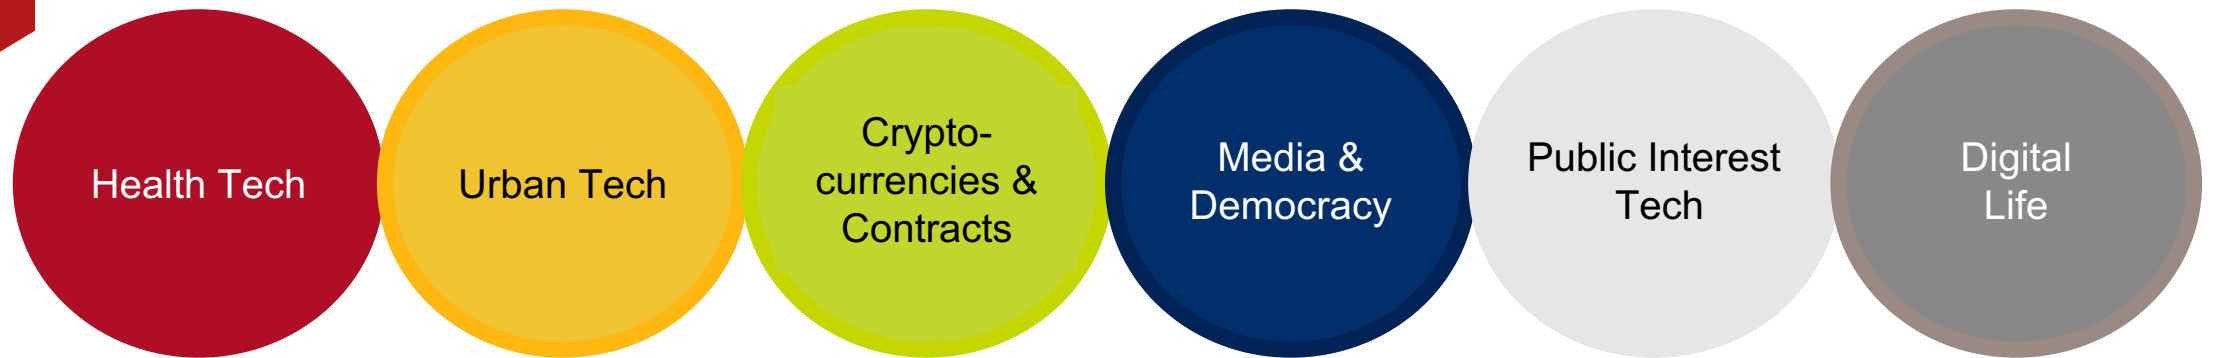 Health Tech
Urban Tech
Crypto-
currencies &
Contracts
Media &
Democracy
Public Interest
Tech
Digital
Life